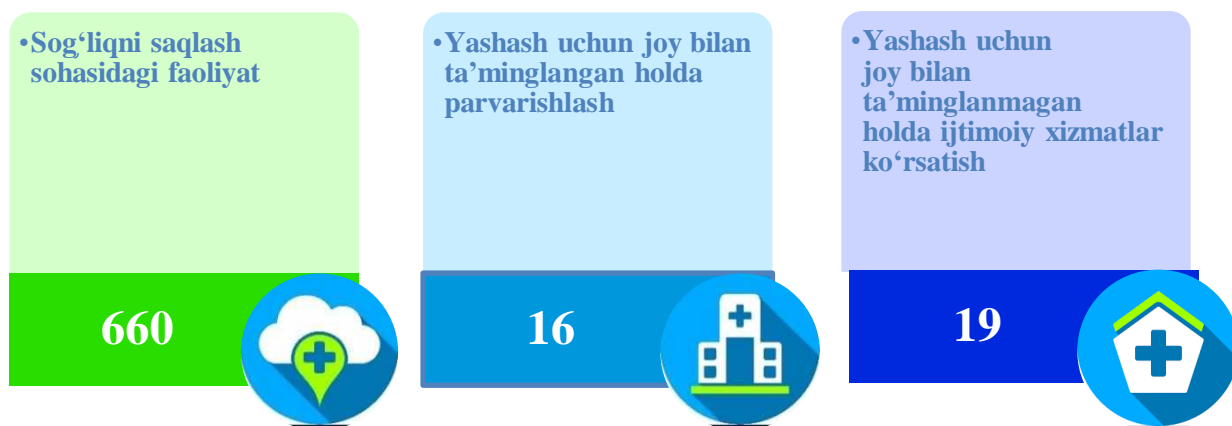 •Sog‘liqni saqlash
sohasidagi faoliyat
660
•Yashash uchun joy bilan
ta’minglangan holda
parvarishlash
16
•Yashash uchun
joy bilan
ta’minglanmagan
holda ijtimoiy xizmatlar
ko‘rsatish
19